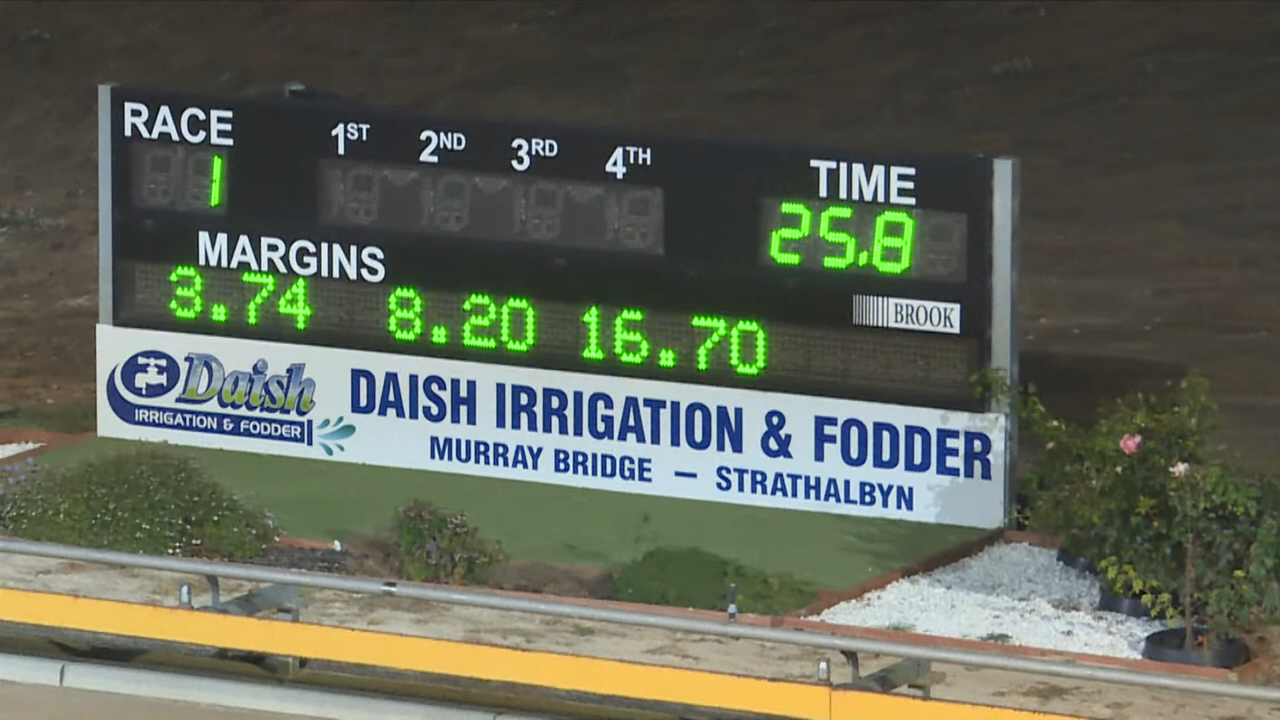 RACE 1ST 2ND 3RD 4TH TIME
1 25.8
MARGINS
3.74 8.20 16.70
BROOK
Daish
IRRIGATION & FODDER
DAISH IRRIGATION & FODDER
MURRAY BRIDGE – STRATHALBYN